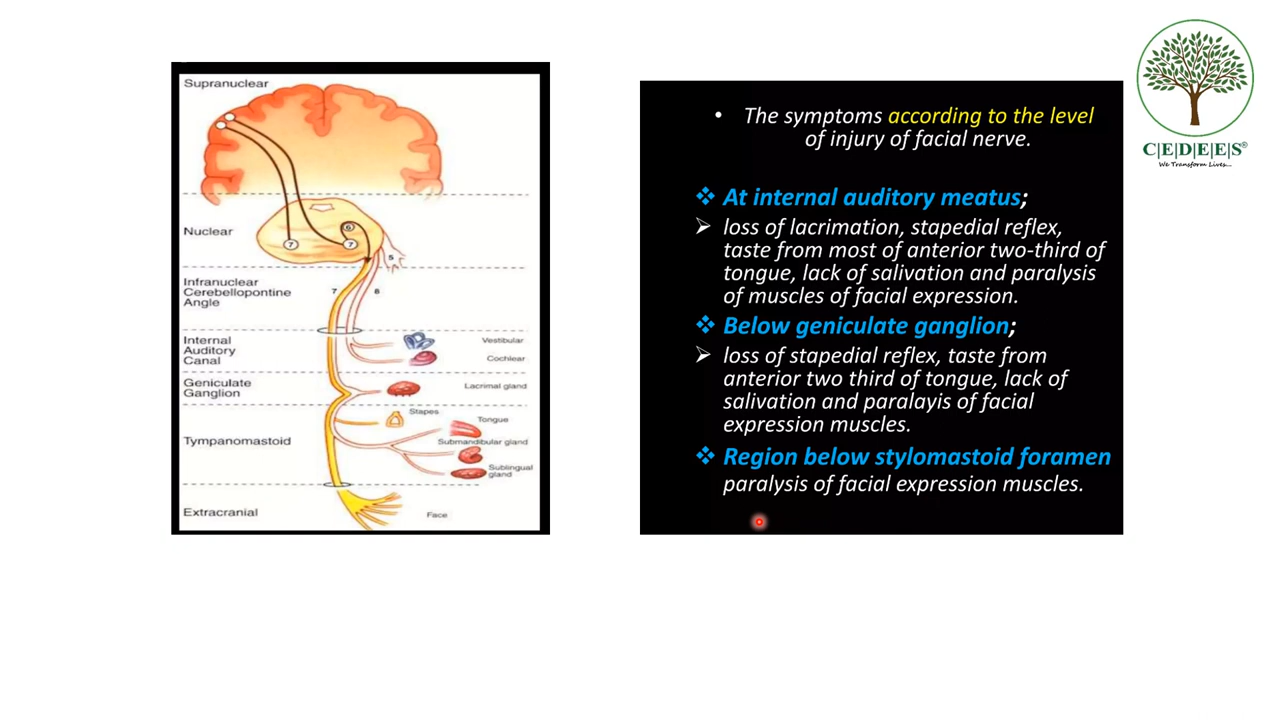 Supranuclear
Nuclear
7
6
7
5
Infranuclear
Cerebellopontine
Angle
7
8
Internal
Auditory
Canal
Vestibular
Cochlear
Geniculate
Ganglion
Lacrimal gland
Tympanomastoid
Stapes
Tongue
Submandibular gland
Sublingual
gland
Extracranial
Face
• The symptoms according to the level
of injury of facial nerve.
❖ At internal auditory meatus;
➢ loss of lacrimation, stapedial reflex,
taste from most of anterior two-third of
tongue, lack of salivation and paralysis
of muscles of facial expression.
❖ Below geniculate ganglion;
➢ loss of stapedial reflex, taste from
anterior two third of tongue, lack of
salivation and paralayis of facial
expression muscles.
❖ Region below stylomastoid foramen
paralysis of facial expression muscles.
C|E|D|E|E|S®
We Transform Lives...